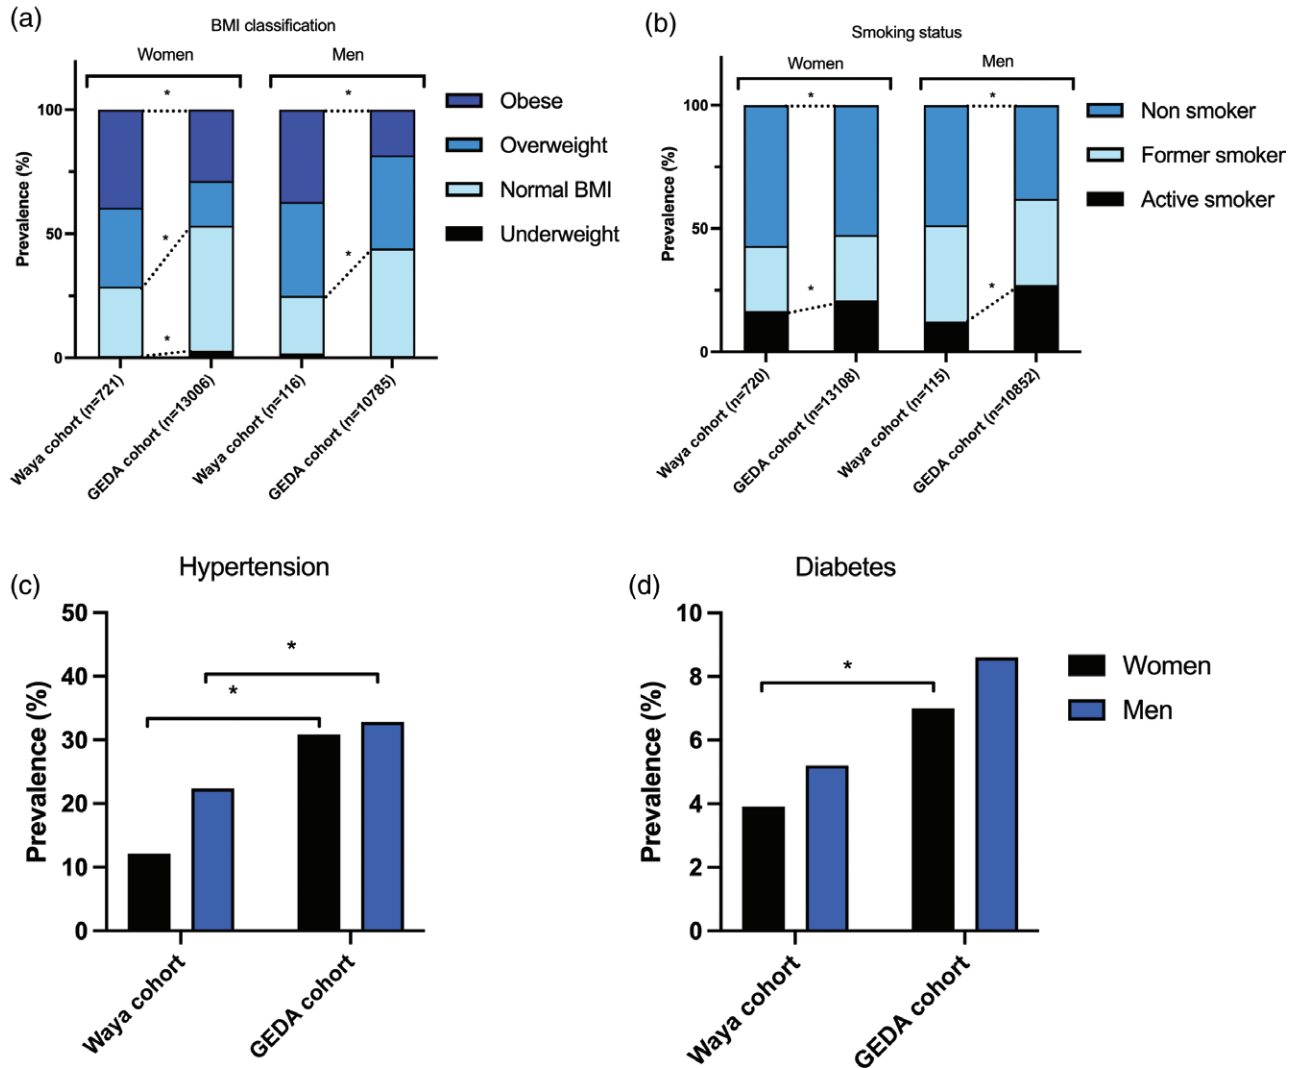 (a)
BMI classification
Women
Men
*
*
100
50
0
Prevalence (%)
*
*
*
Obese
Overweight
Normal BMI
Underweight
Waya cohort (n=721)
GEDA cohort (n=13006)
Waya cohort (n=116)
GEDA cohort (n=10785)
(b)
Smoking status
Women
Men
*
*
100
50
0
Prevalence (%)
*
*
Non smoker
Former smoker
Active smoker
Waya cohort (n=720)
GEDA cohort (n=13108)
Waya cohort (n=115)
GEDA cohort (n=10852)
(c)
Hypertension
50
40
30
20
10
0
Prevalence (%)
*
*
Waya cohort
GEDA cohort
(d)
Diabetes
10
8
6
4
2
0
Prevalence (%)
*
Women
Men
Waya cohort
GEDA cohort